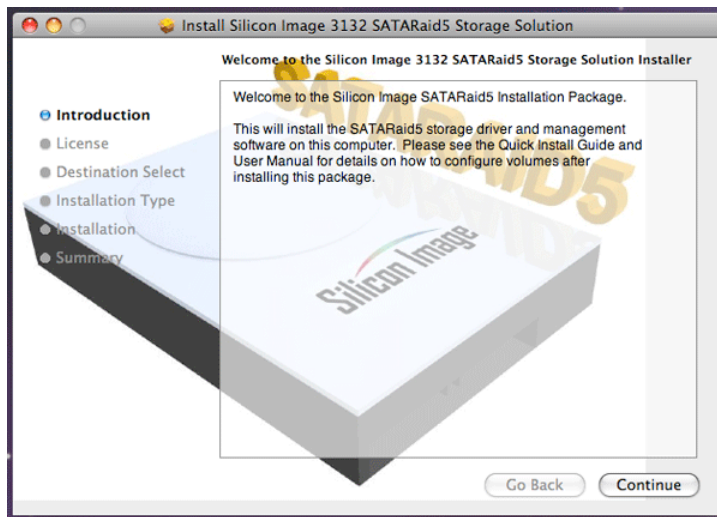 Install Silicon Image 3132 SATARaid5 Storage Solution
Welcome to the Silicon Image 3132 SATARaid5 Storage Solution Installer
Introduction
License
Destination Select
Installation Type
Installation
Summary
Welcome to the Silicon Image SATARaid5 Installation Package.
This will install the SATARaid5 storage driver and management
software on this computer. Please see the Quick Install Guide and
User Manual for details on how to configure volumes after
installing this package.
SATARAID5
Silicon Image
Go Back
Continue